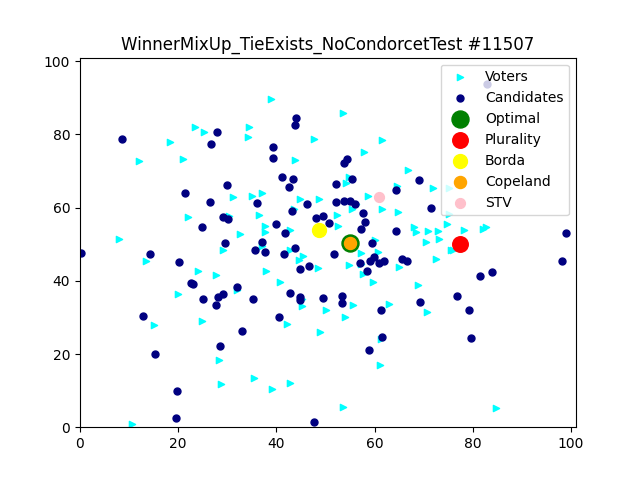 WinnerMixUp_TieExists_NoCondorcetTest #11507
100
80
60
40
20
0
0
20
40
60
80
100
Voters
Candidates
Optimal
Plurality
Borda
Copeland
STV